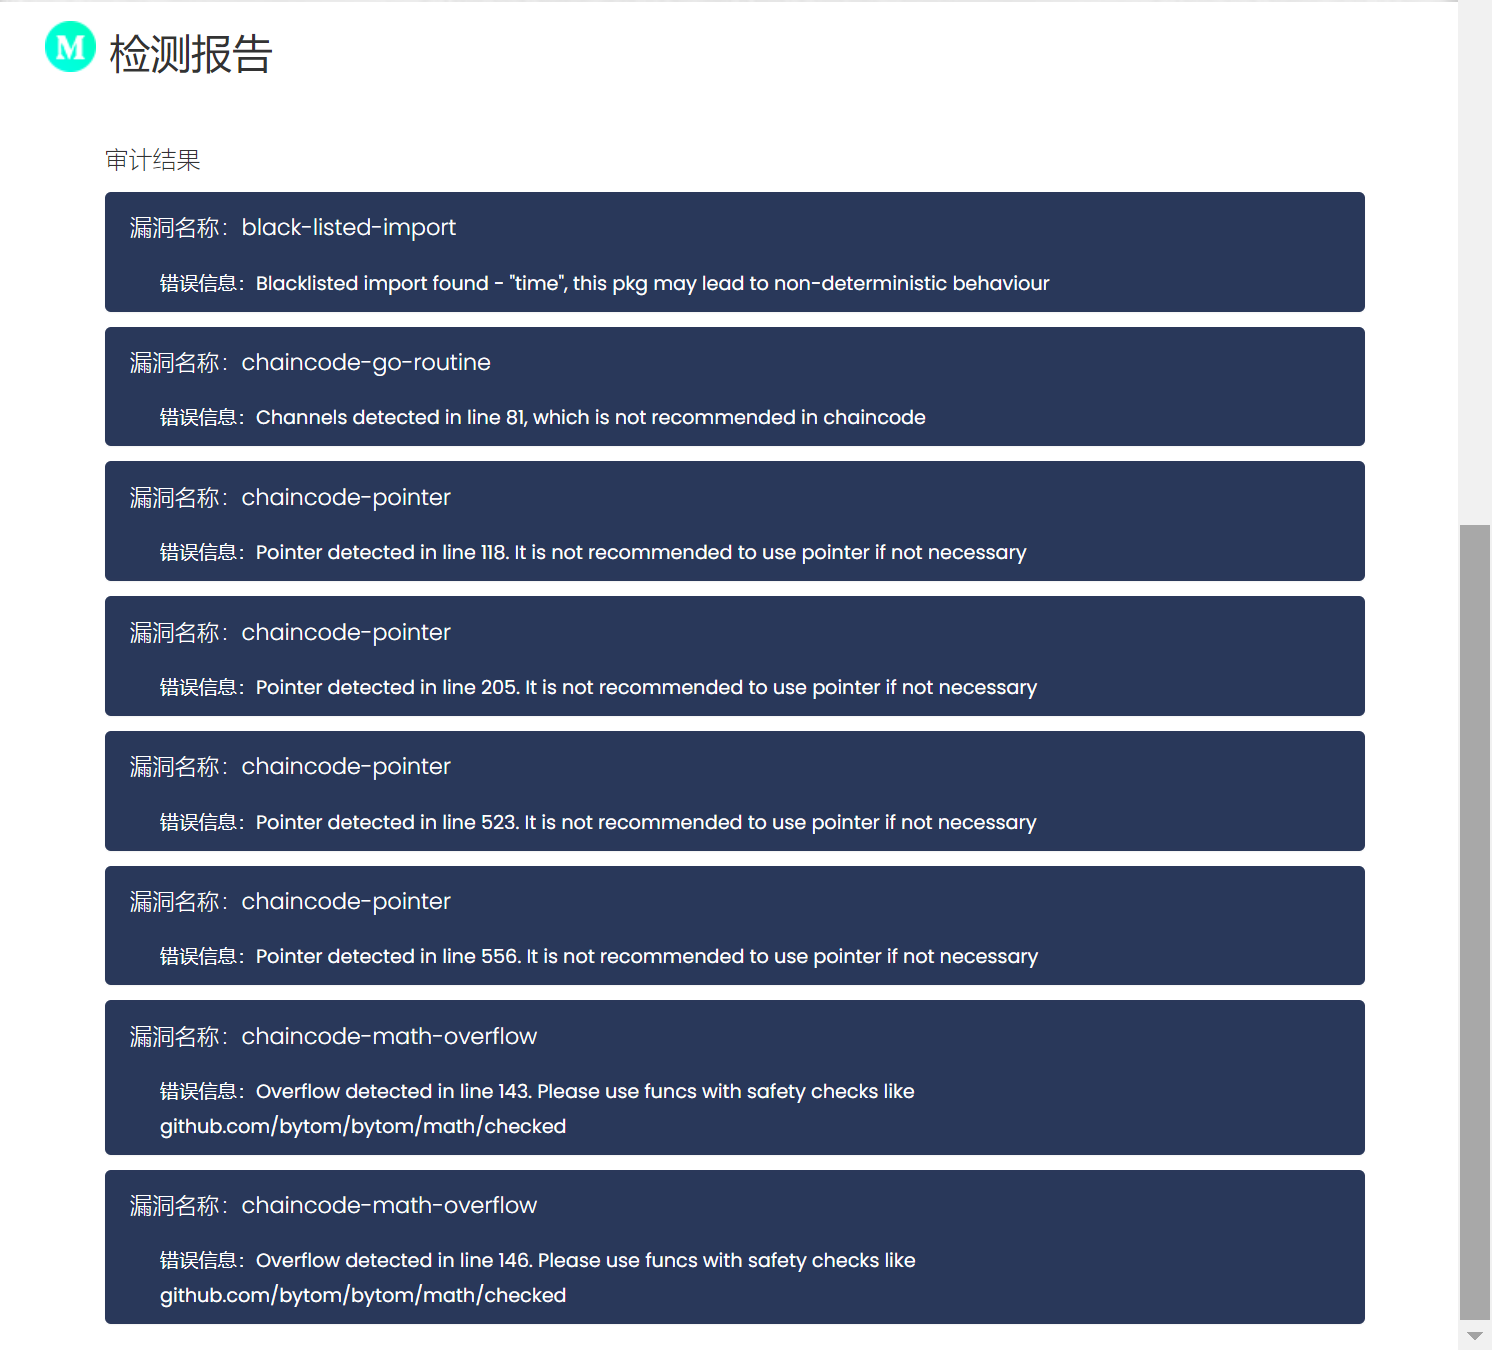 M 检测报告
审计结果
漏洞名称：black-listed-import
错误信息：Blacklisted import found - "time", this pkg may lead to non-deterministic behaviour
漏洞名称：chaincode-go-routine
错误信息：Channels detected in line 81, which is not recommended in chaincode
漏洞名称：chaincode-pointer
错误信息：Pointer detected in line 118. It is not recommended to use pointer if not necessary
漏洞名称：chaincode-pointer
错误信息：Pointer detected in line 205. It is not recommended to use pointer if not necessary
漏洞名称：chaincode-pointer
错误信息：Pointer detected in line 523. It is not recommended to use pointer if not necessary
漏洞名称：chaincode-pointer
错误信息：Pointer detected in line 556. It is not recommended to use pointer if not necessary
漏洞名称：chaincode-math-overflow
错误信息：Overflow detected in line 143. Please use funcs with safety checks like
github.com/bytom/bytom/math/checked
漏洞名称：chaincode-math-overflow
错误信息：Overflow detected in line 146. Please use funcs with safety checks like
github.com/bytom/bytom/math/checked